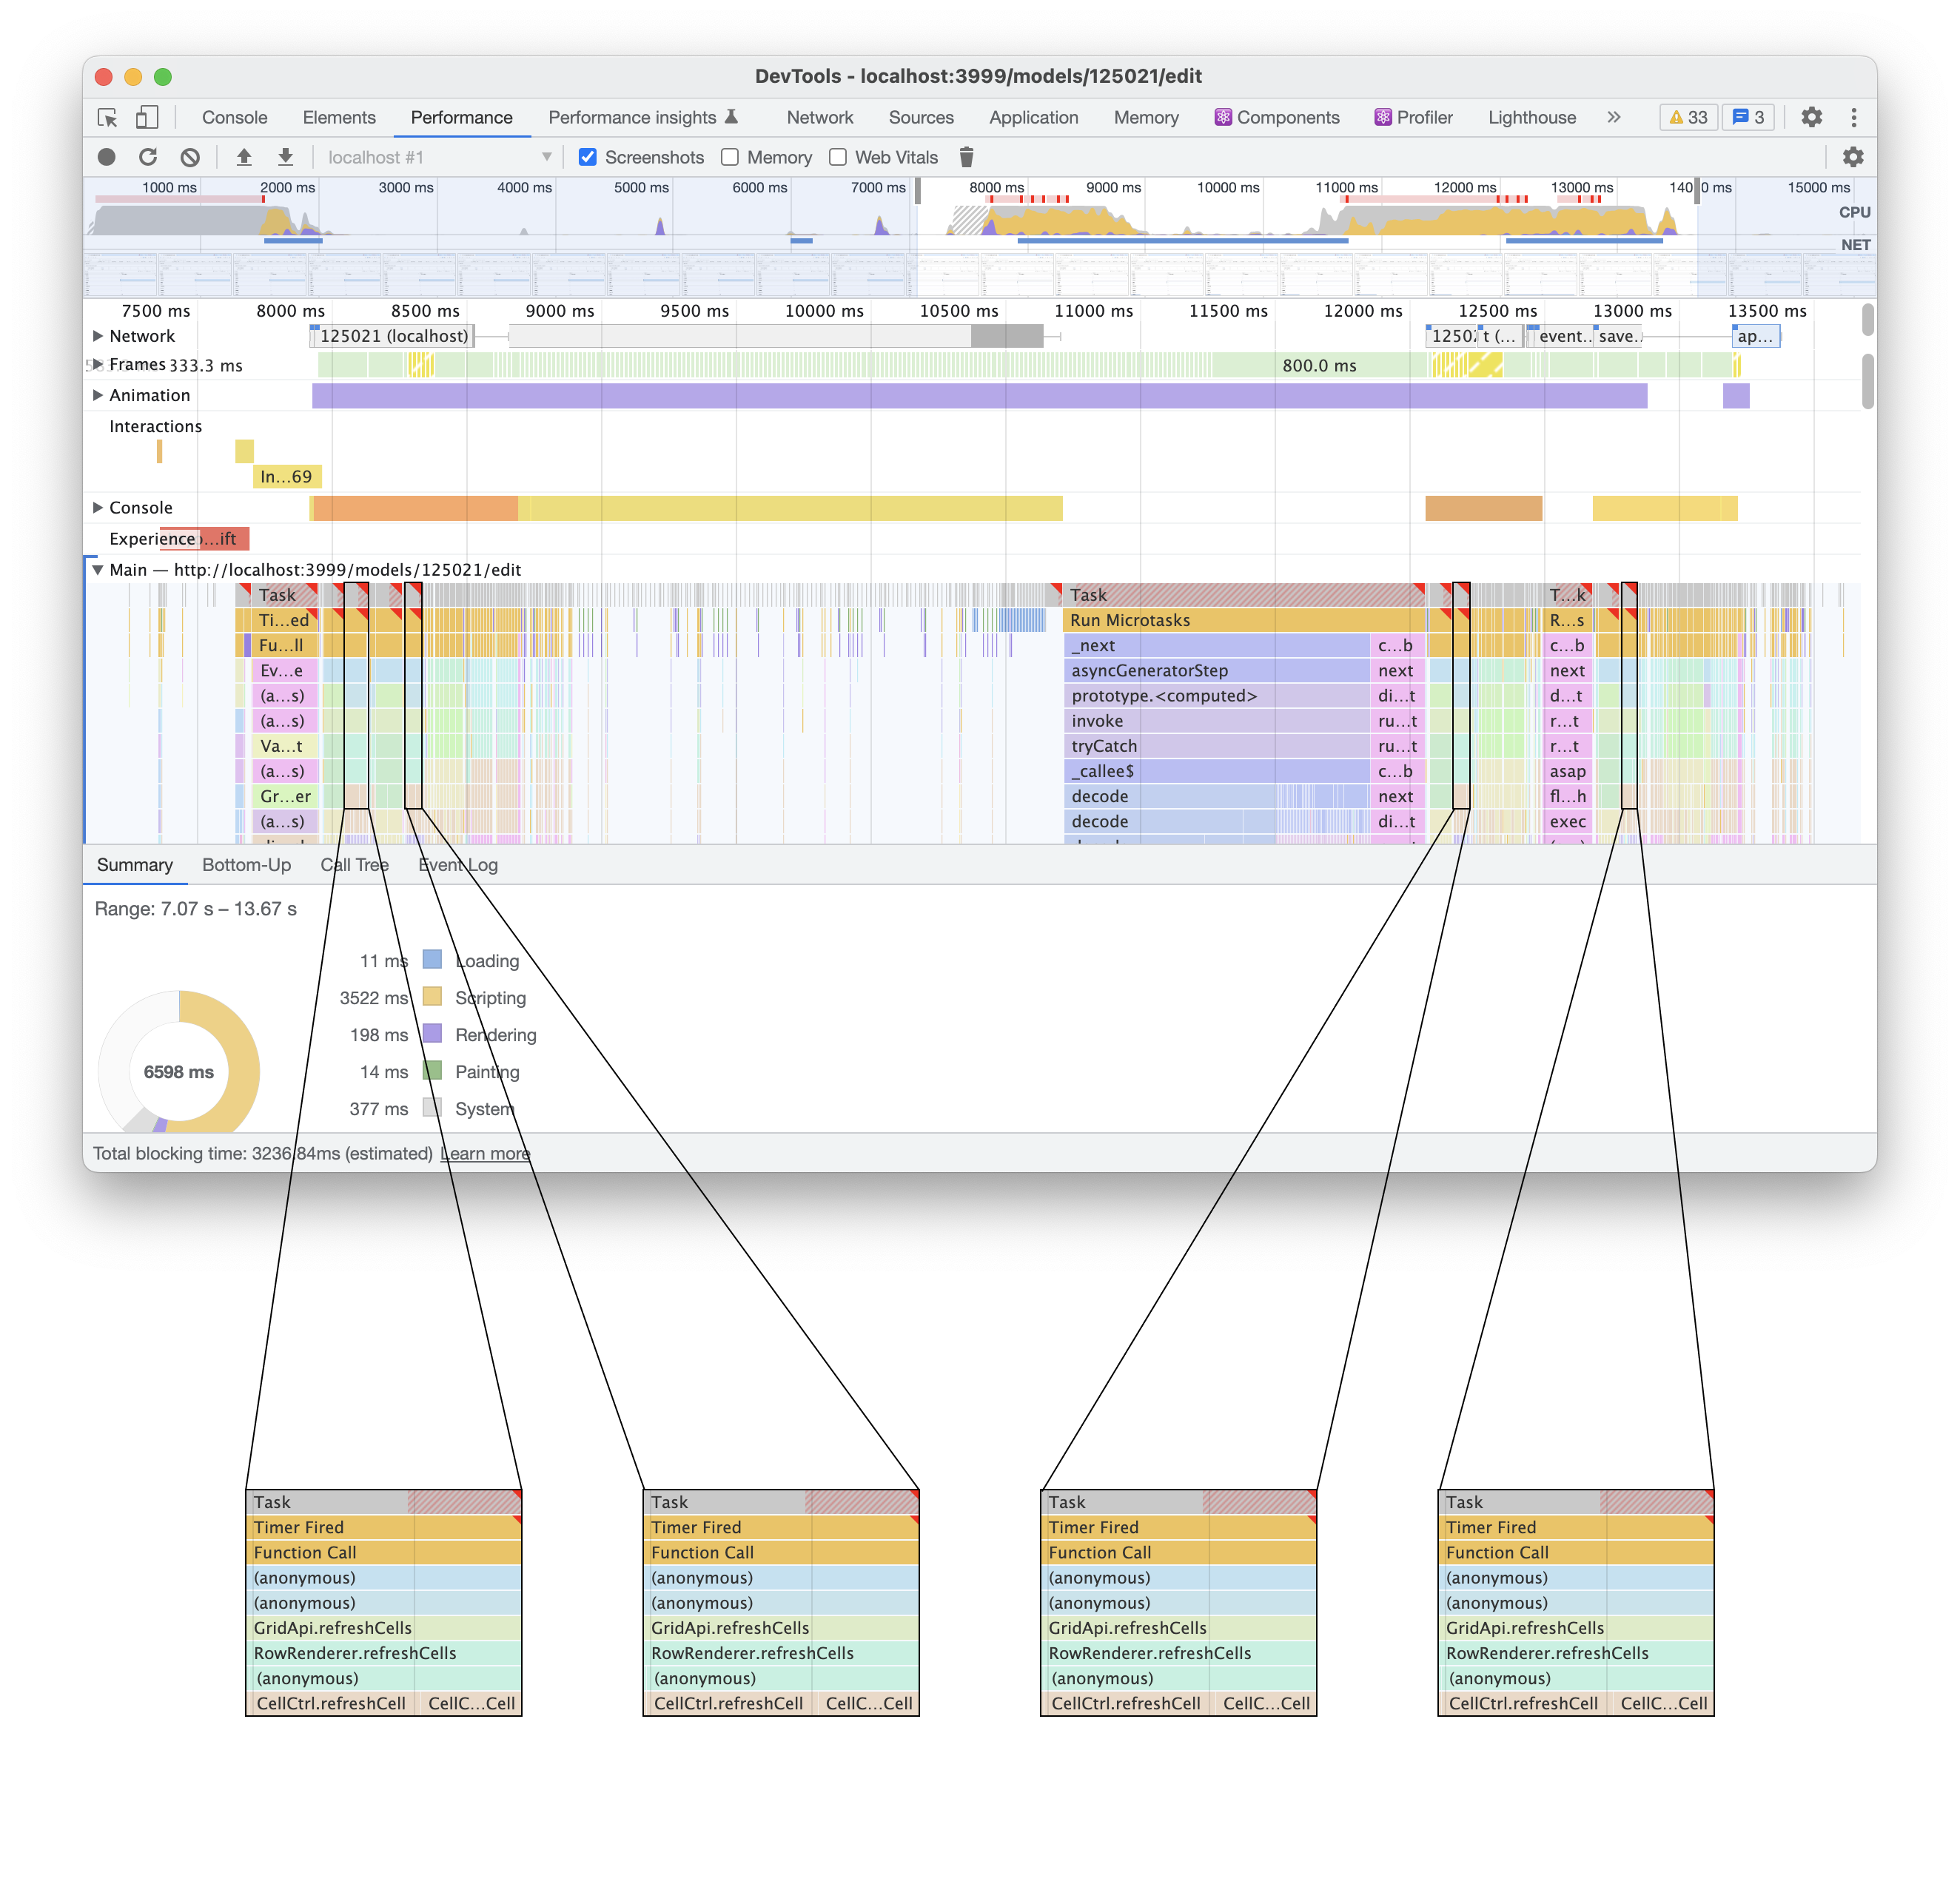 DevTools - localhost:3999/models/125021/edit
Console Elements Performance Performance insights Network Sources Application Memory Components Profiler Lighthouse 33 3
localhost #1 Screenshots Memory Web Vitals
1000 ms 2000 ms 3000 ms 4000 ms 5000 ms 6000 ms 7000 ms 8000 ms 9000 ms 10000 ms 11000 ms 12000 ms 13000 ms 0 ms 15000 ms
CPU
NET
7500 ms 8000 ms 8500 ms 9000 ms 9500 ms 10000 ms 10500 ms 11000 ms 11500 ms 12000 ms 12500 ms 13000 ms 13500 ms
Network 125021 (localhost) t (… event… save… ap…
Frames 333.3 ms 800.0 ms
Animation
Interactions
In…69
Console
Experience …ift
Main — http://localhost:3999/models/125021/edit
Task Task T…k
Ti…ed Run Microtasks R…s
Fu…ll _next c…b c…b
Ev…e asyncGeneratorStep next next
(a…s) prototype.<computed> di…t d…t
(a…s) invoke ru…t r…t
Va…t tryCatch ru…t r…t
(a…s) _callee$ c…b asap
Gr…er decode next fl…h
(a…s) decode di…t exec
Summary Bottom-Up Call Tree Event Log
Range: 7.07 s – 13.67 s
11 ms Loading
3522 ms Scripting
198 ms Rendering
6598 ms
14 ms Painting
377 ms System
Total blocking time: 3236.84ms (estimated) Learn more
Task Task Task Task
Timer Fired Timer Fired Timer Fired Timer Fired
Function Call Function Call Function Call Function Call
(anonymous) (anonymous) (anonymous) (anonymous)
(anonymous) (anonymous) (anonymous) (anonymous)
GridApi.refreshCells GridApi.refreshCells GridApi.refreshCells GridApi.refreshCells
RowRenderer.refreshCells RowRenderer.refreshCells RowRenderer.refreshCells RowRenderer.refreshCells
(anonymous) (anonymous) (anonymous) (anonymous)
CellCtrl.refreshCell CellC…Cell CellCtrl.refreshCell CellC…Cell CellCtrl.refreshCell CellC…Cell CellCtrl.refreshCell CellC…Cell